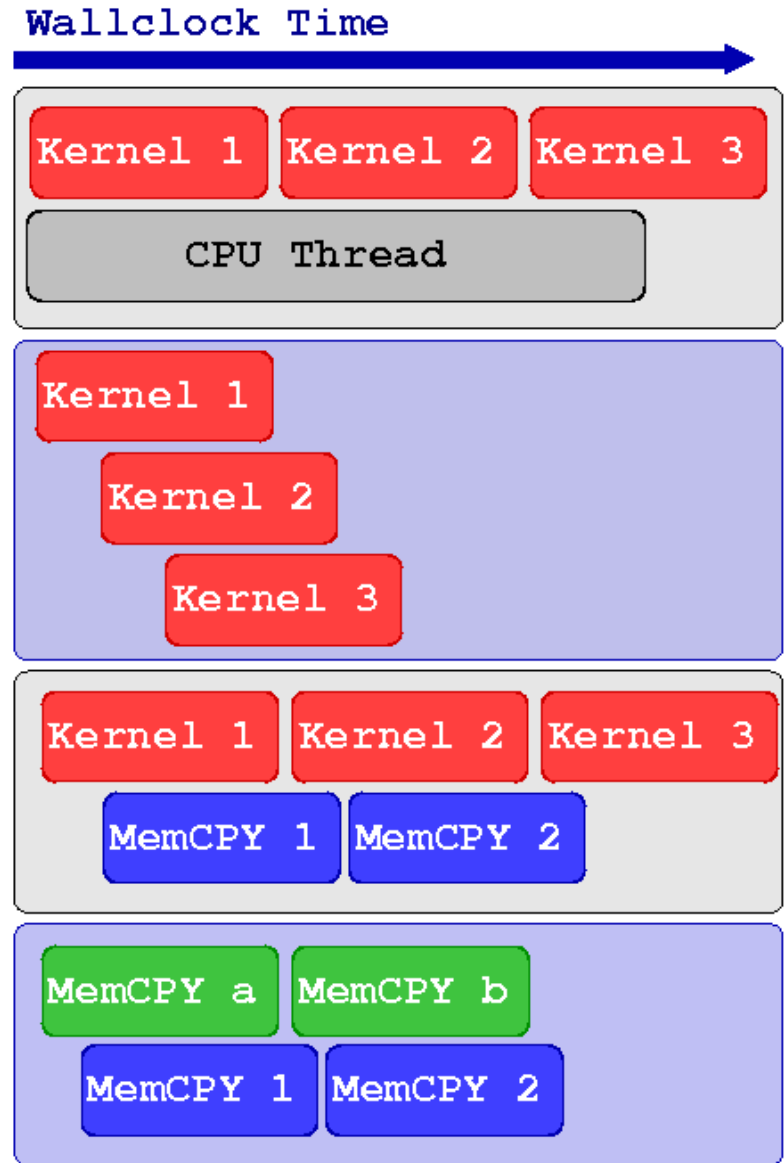 Wallclock Time
Kernel 1 Kernel 2 Kernel 3
CPU Thread
Kernel 1
Kernel 2
Kernel 3
Kernel 1 Kernel 2 Kernel 3
MemCPY 1 MemCPY 2
MemCPY a MemCPY b
MemCPY 1 MemCPY 2